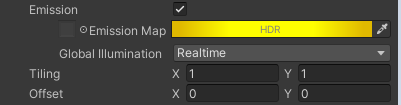 Emission
Emission Map HDR
Global Illumination Realtime
Tiling X 1 Y 1
Offset X 0 Y 0